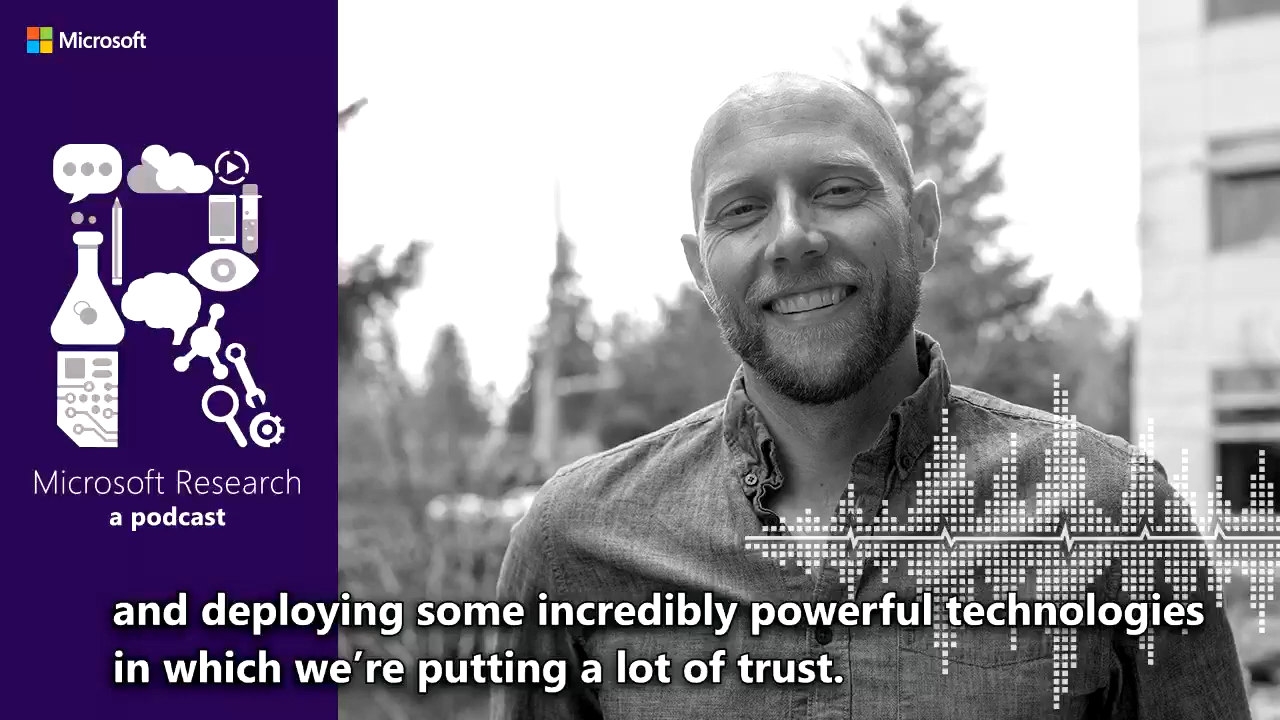 Microsoft
Microsoft Research
a podcast
and deploying some incredibly powerful technologies
in which we’re putting a lot of trust.